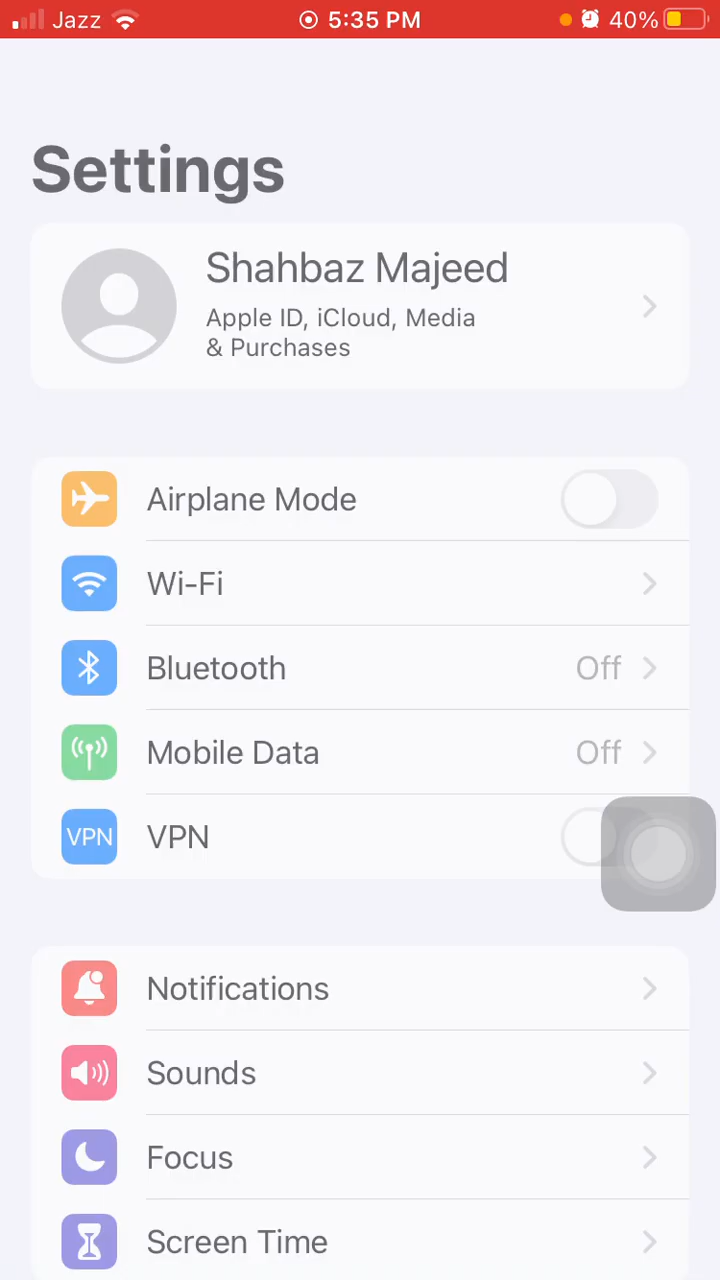 Jazz 5:35 PM 40%
Settings
Shahbaz Majeed
Apple ID, iCloud, Media
& Purchases
Airplane Mode
Wi-Fi
Bluetooth Off
Mobile Data Off
VPN VPN
Notifications
Sounds
Focus
Screen Time